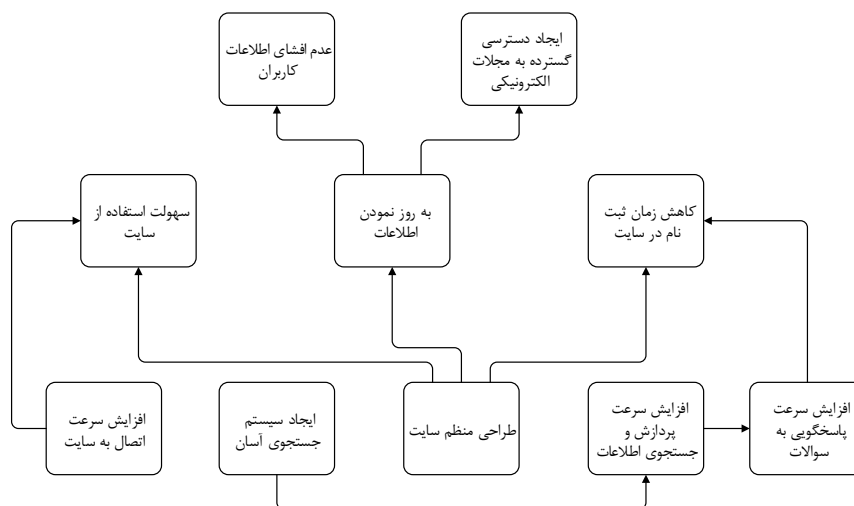 ایجاد دسترسی
گسترده به مجلات
الکترونیکی
عدم افشای اطلاعات
کاربران
کاهش زمان ثبت
نام در سایت
به روز نمودن
اطلاعات
سهولت استفاده از
سایت
افزایش سرعت
پاسخگویی به
سوالات
افزایش سرعت
پردازش و
جستجوی اطلاعات
طراحی منظم سایت
ایجاد سیستم
جستجوی آسان
افزایش سرعت
اتصال به سایت